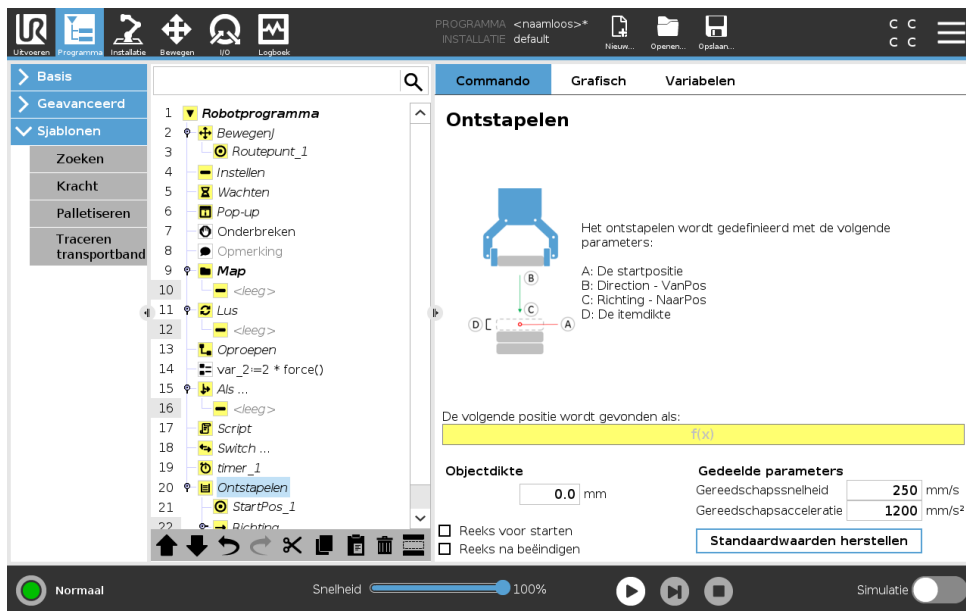 UR
PROGRAMMA <naamloos>*
INSTALLATIE default
C C
C C
Uitvoeren Programma Installatie Bewegen I/O Logboek Nieuw... Openen... Opslaan...
Basis
Geavanceerd
Sjablonen
Zoeken
Kracht
Palletiseren
Traceren
transportband
1 Robotprogramma
2 BewegenJ
3 Routepunt_1
4 Instellen
5 Wachten
6 Pop-up
7 Onderbreken
8 Opmerking
9 Map
10 <leeg>
11 Lus
12 <leeg>
13 Oproepen
14 var_2:=2 * force()
15 Als ...
16 <leeg>
17 Script
18 Switch ...
19 timer_1
20 Ontstapelen
21 StartPos_1
22 Richting
Commando Grafisch Variabelen
Ontstapelen
B
C
D
A
Het ontstapelen wordt gedefinieerd met de volgende
parameters:
A: De startpositie
B: Direction - VanPos
C: Richting - NaarPos
D: De itemdikte
De volgende positie wordt gevonden als:
f(x)
Objectdikte
0.0 mm
Reeks voor starten
Reeks na beëindigen
Gedeelde parameters
Gereedschapssnelheid 250 mm/s
Gereedschapsacceleratie 1200 mm/s²
Standaardwaarden herstellen
Normaal Snelheid 100% Simulatie